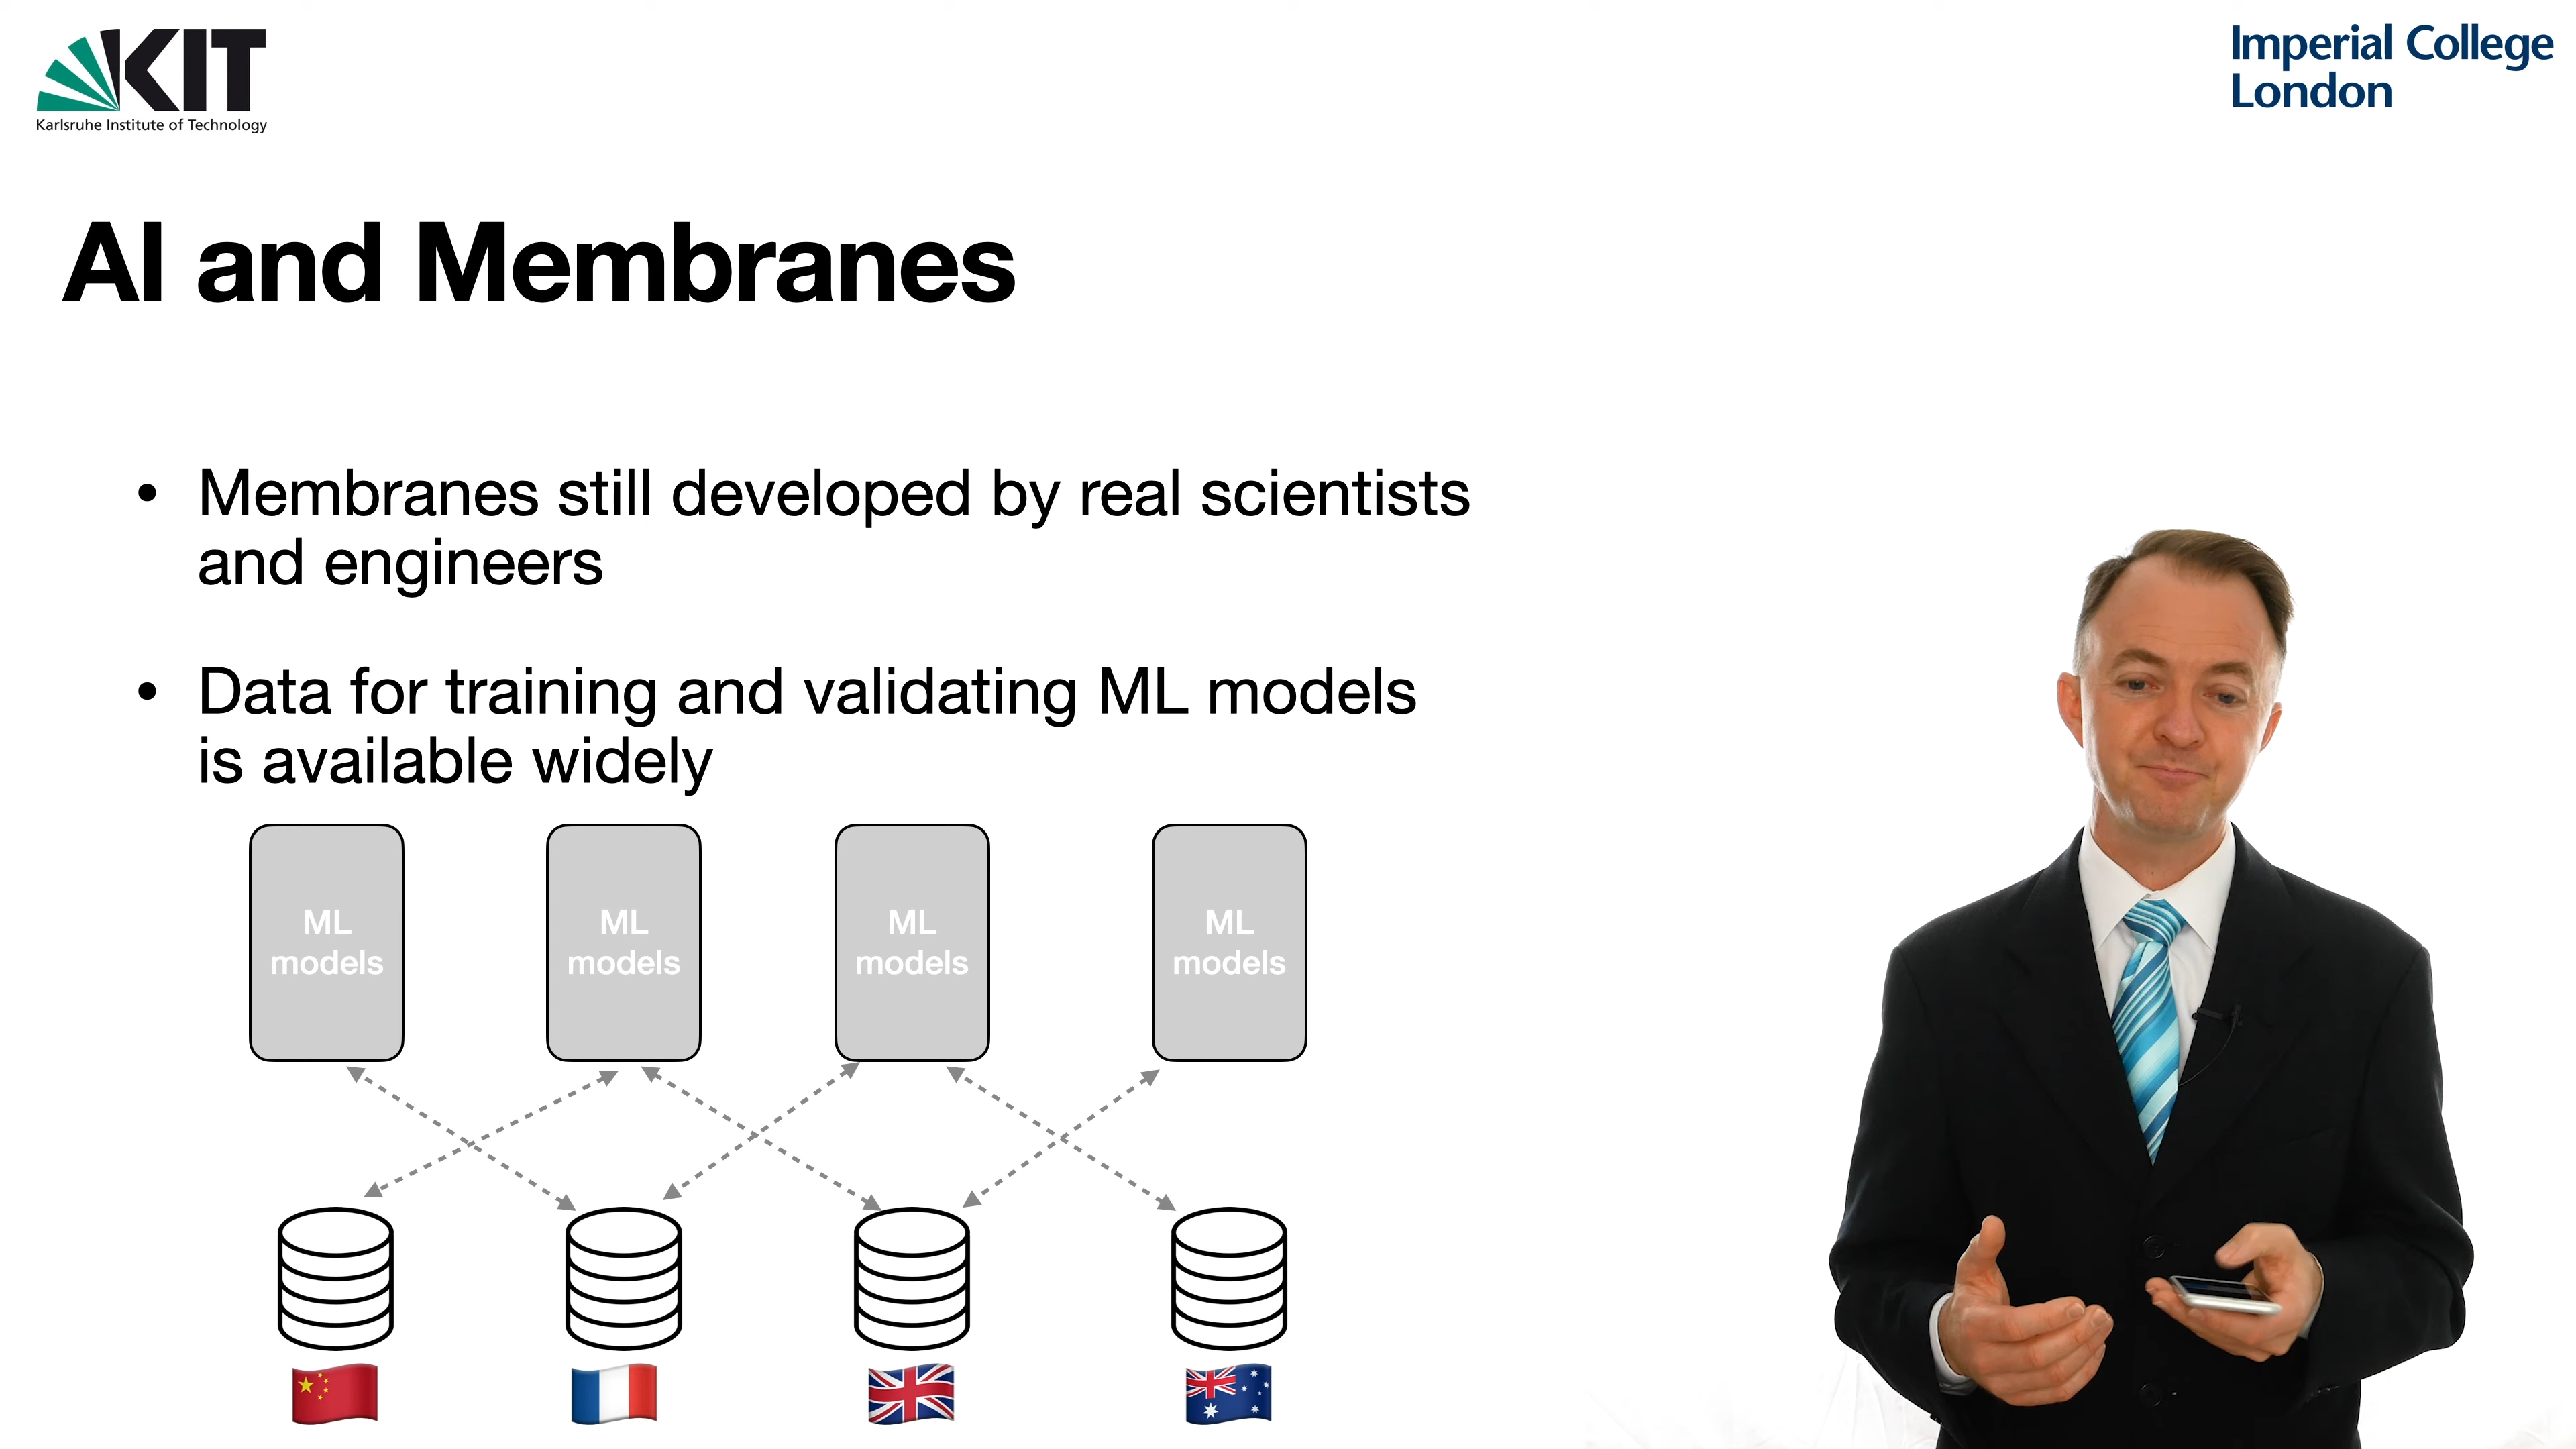 KIT
Karlsruhe Institute of Technology
Imperial College
London
AI and Membranes
• Membranes still developed by real scientists
and engineers
• Data for training and validating ML models
is available widely
ML
models
ML
models
ML
models
ML
models